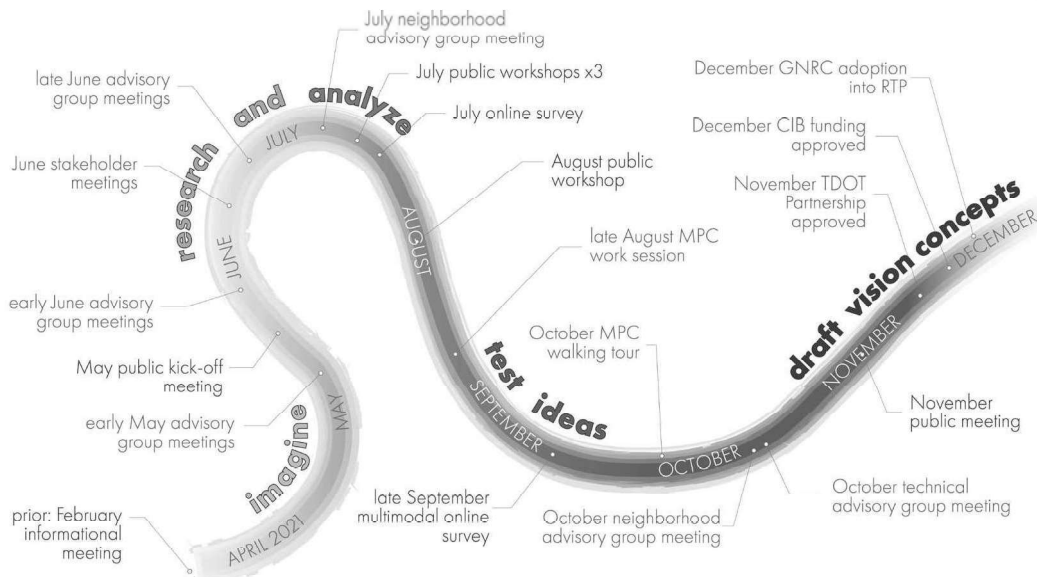 prior: February
informational
meeting
APRIL 2021
imagine
MAY
early May advisory
group meetings
May public kick-off
meeting
early June advisory
group meetings
JUNE
June stakeholder
meetings
late June advisory
group meetings
research and analyze
JULY
July neighborhood
advisory group meeting
July public workshops x3
July online survey
AUGUST
August public
workshop
late August MPC
work session
SEPTEMBER
test ideas
late September
multimodal online
survey
October MPC
walking tour
OCTOBER
October neighborhood
advisory group meeting
October technical
advisory group meeting
draft vision concepts
NOVEMBER
November
public meeting
November TDOT
Partnership
approved
December CIB funding
approved
December GNRC adoption
into RTP
DECEMBER